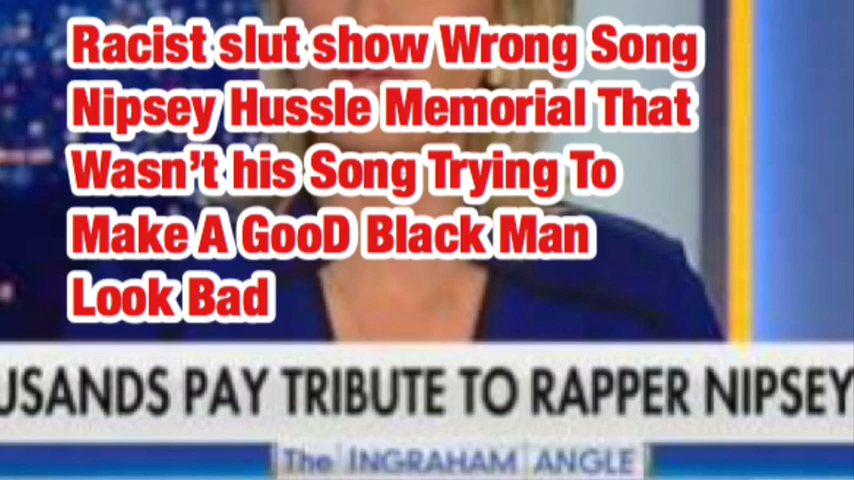 Racist slut show Wrong Song
Nipsey Hussle Memorial That
Wasn't his Song Trying To
Make A GooD Black Man
Look Bad
USANDS PAY TRIBUTE TO RAPPER NIPSEY
The INGRAHAM ANGLE